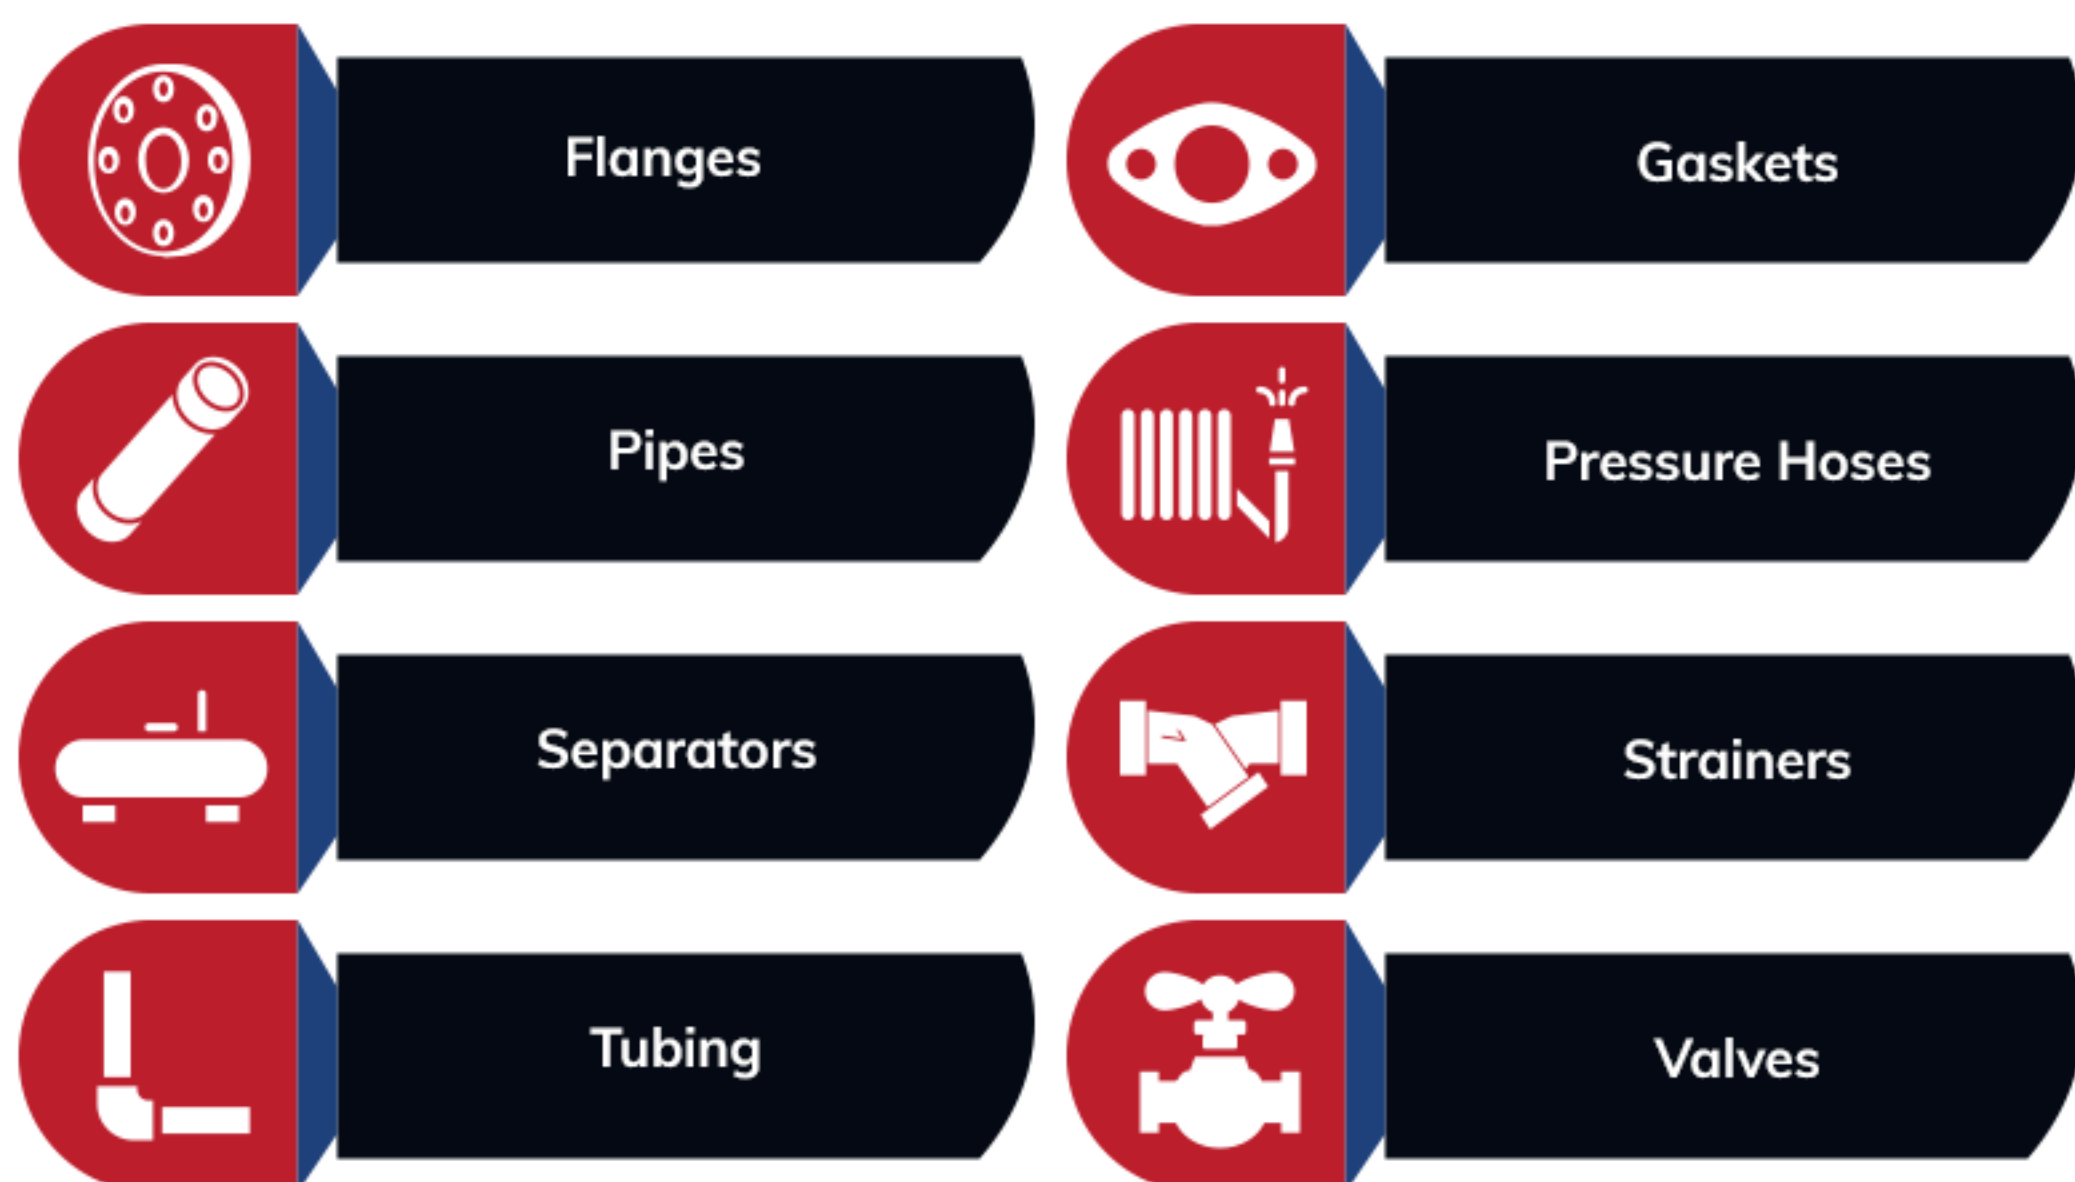 Flanges
Gaskets
Pipes
Pressure Hoses
Separators
Strainers
Tubing
Valves